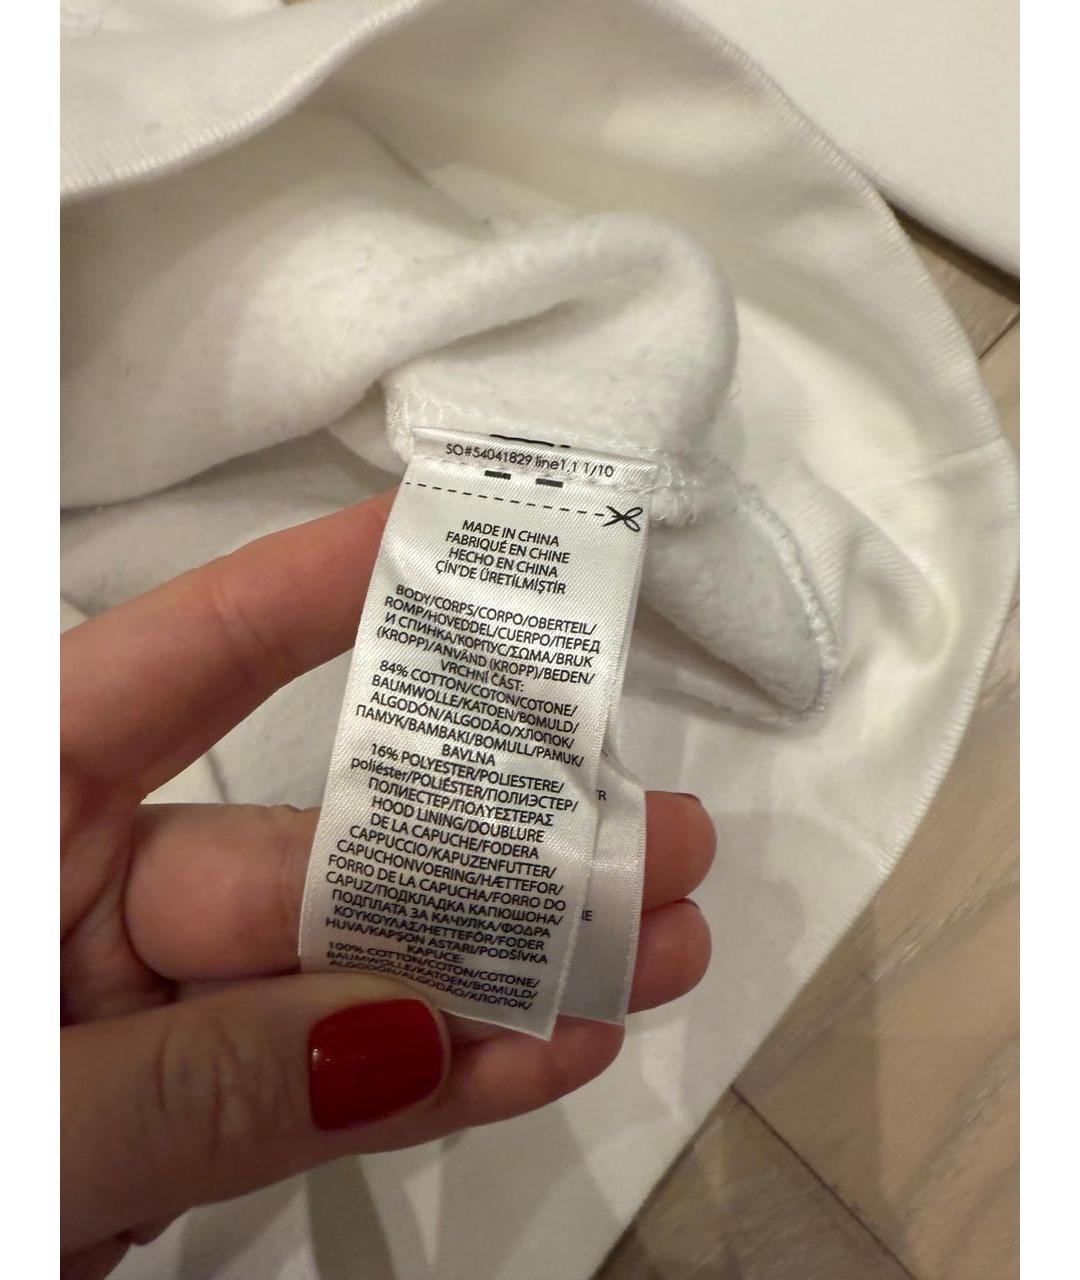 SO#54041829 line1.1 1/10
MADE IN CHINA
FABRIQUÉ EN CHINE
HECHO EN CHINA
ÇİN'DE ÜRETİLMİŞTİR
BODY/CORPS/CORPO/OBERTEIL/
ROMP/HOVEDDEL/CUERPO/ПЕРЕД
И СПИНКА/КОРПУС/ΣΩΜΑ/BRUK
(KROPP)/ANVÄND (KROPP)/BEDEN/
VRCHNÍ ČÁST:
84% COTTON/COTON/COTONE/
BAUMWOLLE/KATOEN/BOMULD/
ALGODÓN/ALGODÃO/ХЛОПОК/
ПАМУК/ΒΑΜΒΑΚΙ/BOMULL/PAMUK/
BAVLNA
16% POLYESTER/POLIESTERE/
poliéster/POLIÉSTER/ПОЛИЭСТЕР/
ПОЛИЕСТЕР/ΠΟΛΥΕΣΤΕΡΑΣ
HOOD LINING/DOUBLURE
DE LA CAPUCHE/FODERA
CAPPUCCIO/KAPUZENFUTTER/
CAPUCHONVOERING/HÆTTEFOR/
FORRO DE LA CAPUCHA/FORRO DO
CAPUZ/ПОДКЛАДКА КАПЮШОНА/
ПОДПЛАТА ЗА КАЧУЛКА/ΦΟΔΡΑ
ΚΟΥΚΟΥΛΑΣ/HETTEFÔR/FODER
HUVA/KAPŞON ASTARI/PODŠÍVKA
KAPUCE:
100% COTTON/COTON/COTONE/
BAUMWOLLE/KATOEN/BOMULD/
ALGODÓN/ALGODÃO/ХЛОПОК/